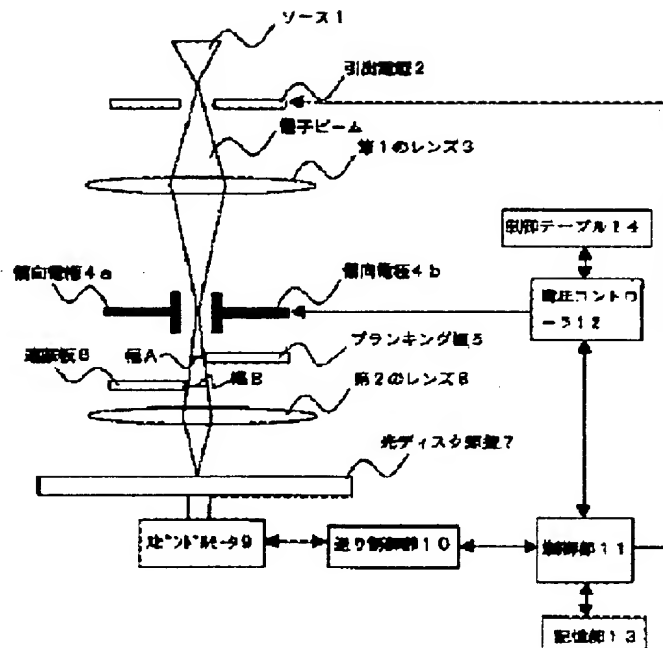 ソース1
引出電極2
電子ビーム
第1のレンズ3
制御テーブル14
偏向電極4a
偏向電極4b
電圧コントロ
ーラ12
ブランキング板5
遮蔽板8
幅A
幅B
第2のレンズ6
光ディスク原盤7
スピンドルモータ9
送り制御部10
制御部11
記憶部13